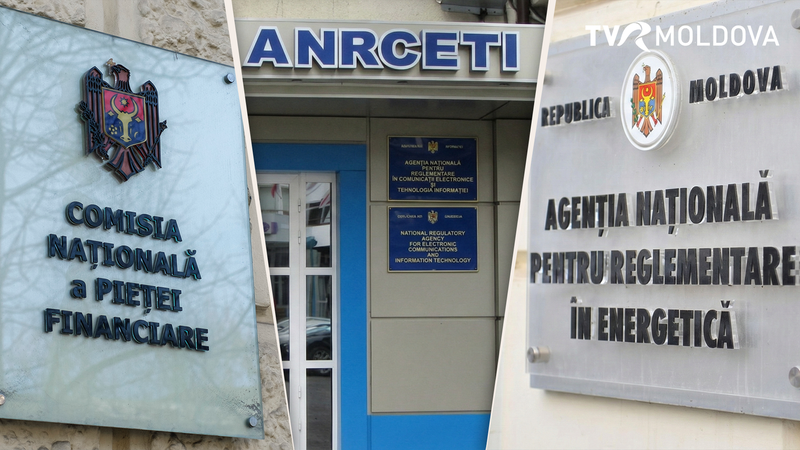 COMISIA
NAȚIONALĂ
a PIEȚEI
FINANCIARE
ANRCETI
AGENȚIA NAȚIONALĂ
PENTRU
REGLEMENTARE
ÎN COMUNICAȚII ELECTRONICE
ȘI
TEHNOLOGIA INFORMAȚIEI
NATIONAL REGULATORY
AGENCY
FOR ELECTRONIC
COMMUNICATIONS
AND
INFORMATION TECHNOLOGY
TVR MOLDOVA
REPUBLICA MOLDOVA
AGENȚIA NAȚIONALĂ
PENTRU REGLEMENTARE
ÎN ENERGETICĂ